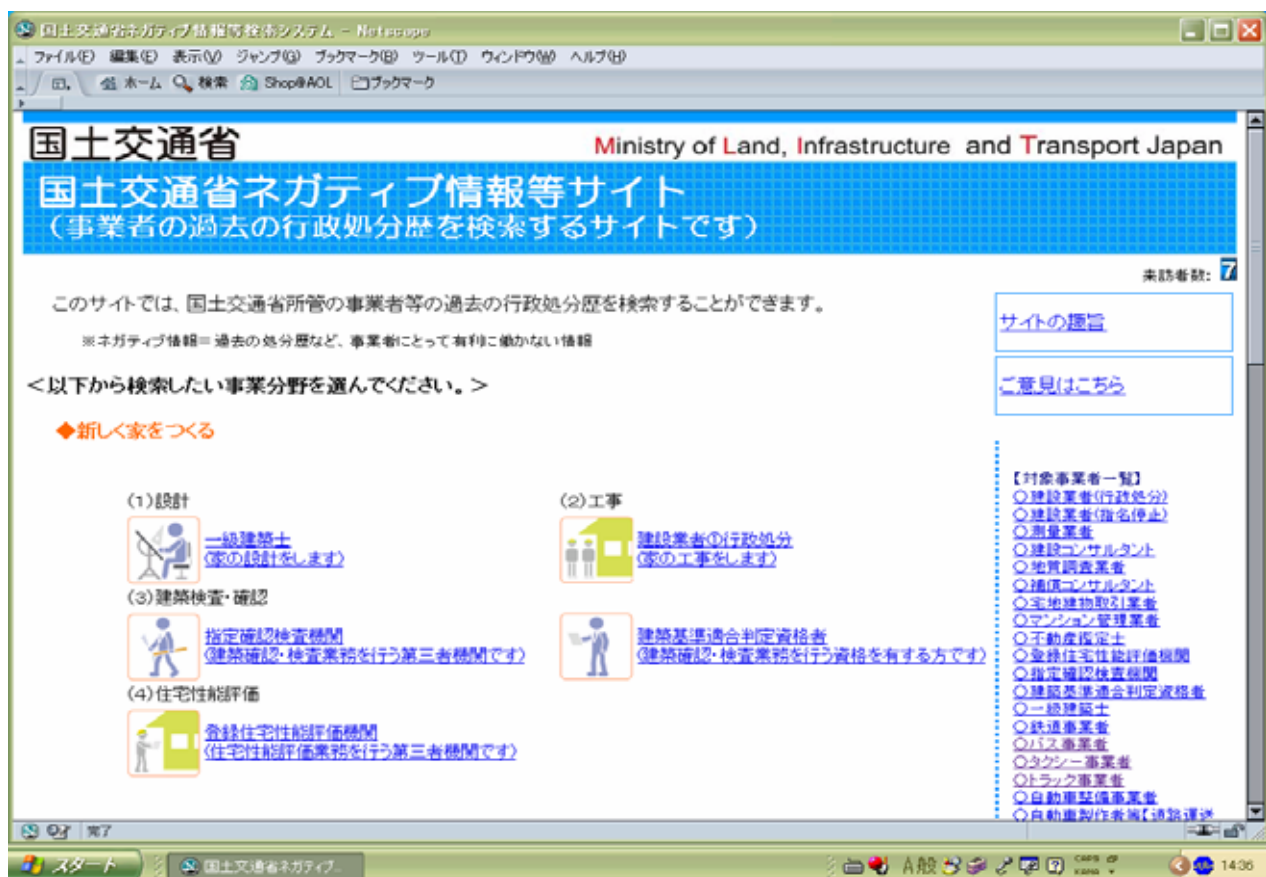 国土交通省ネガティブ情報等検索システム - Netscape
ファイル(F) 編集(E) 表示(V) ジャンプ(G) ブックマーク(B) ツール(T) ウィンドウ(W) ヘルプ(H)
ホーム 検索 Shop@AOL ブックマーク
国土交通省 Ministry of Land, Infrastructure and Transport Japan
国土交通省ネガティブ情報等サイト
(事業者の過去の行政処分歴を検索するサイトです)
来訪者数: 7
このサイトでは、国土交通省所管の事業者等の過去の行政処分歴を検索することができます。
※ネガティブ情報=過去の処分歴など、事業者にとって有利に働かない情報
サイトの趣旨
ご意見はこちら
<以下から検索したい事業分野を選んでください。>
◆新しく家をつくる
(1)設計
一級建築士
(家の設計をします)
(2)工事
建設業者①行政処分
(家の工事をします)
(3)建築検査・確認
指定確認検査機関
(建築確認・検査業務を行う第三者機関です)
建築基準適合判定資格者
(建築確認・検査業務を行う資格を有する方です)
(4)住宅性能評価
登録住宅性能評価機関
(住宅性能評価業務を行う第三者機関です)
【対象事業者一覧】
○建設業者(行政処分)
○建設業者(指名停止)
○測量業者
○建設コンサルタント
○地質調査業者
○補償コンサルタント
○宅地建物取引業者
○マンション管理業者
○不動産鑑定士
○登録住宅性能評価機関
○指定確認検査機関
○建築基準適合判定資格者
○一級建築士
○鉄道事業者
○バス事業者
○タクシー事業者
○トラック事業者
○自動車整備事業者
○自動車製作者等【道路運送
完了
スタート 国土交通省ネガティブ... A般 CAPS KANA 14:36